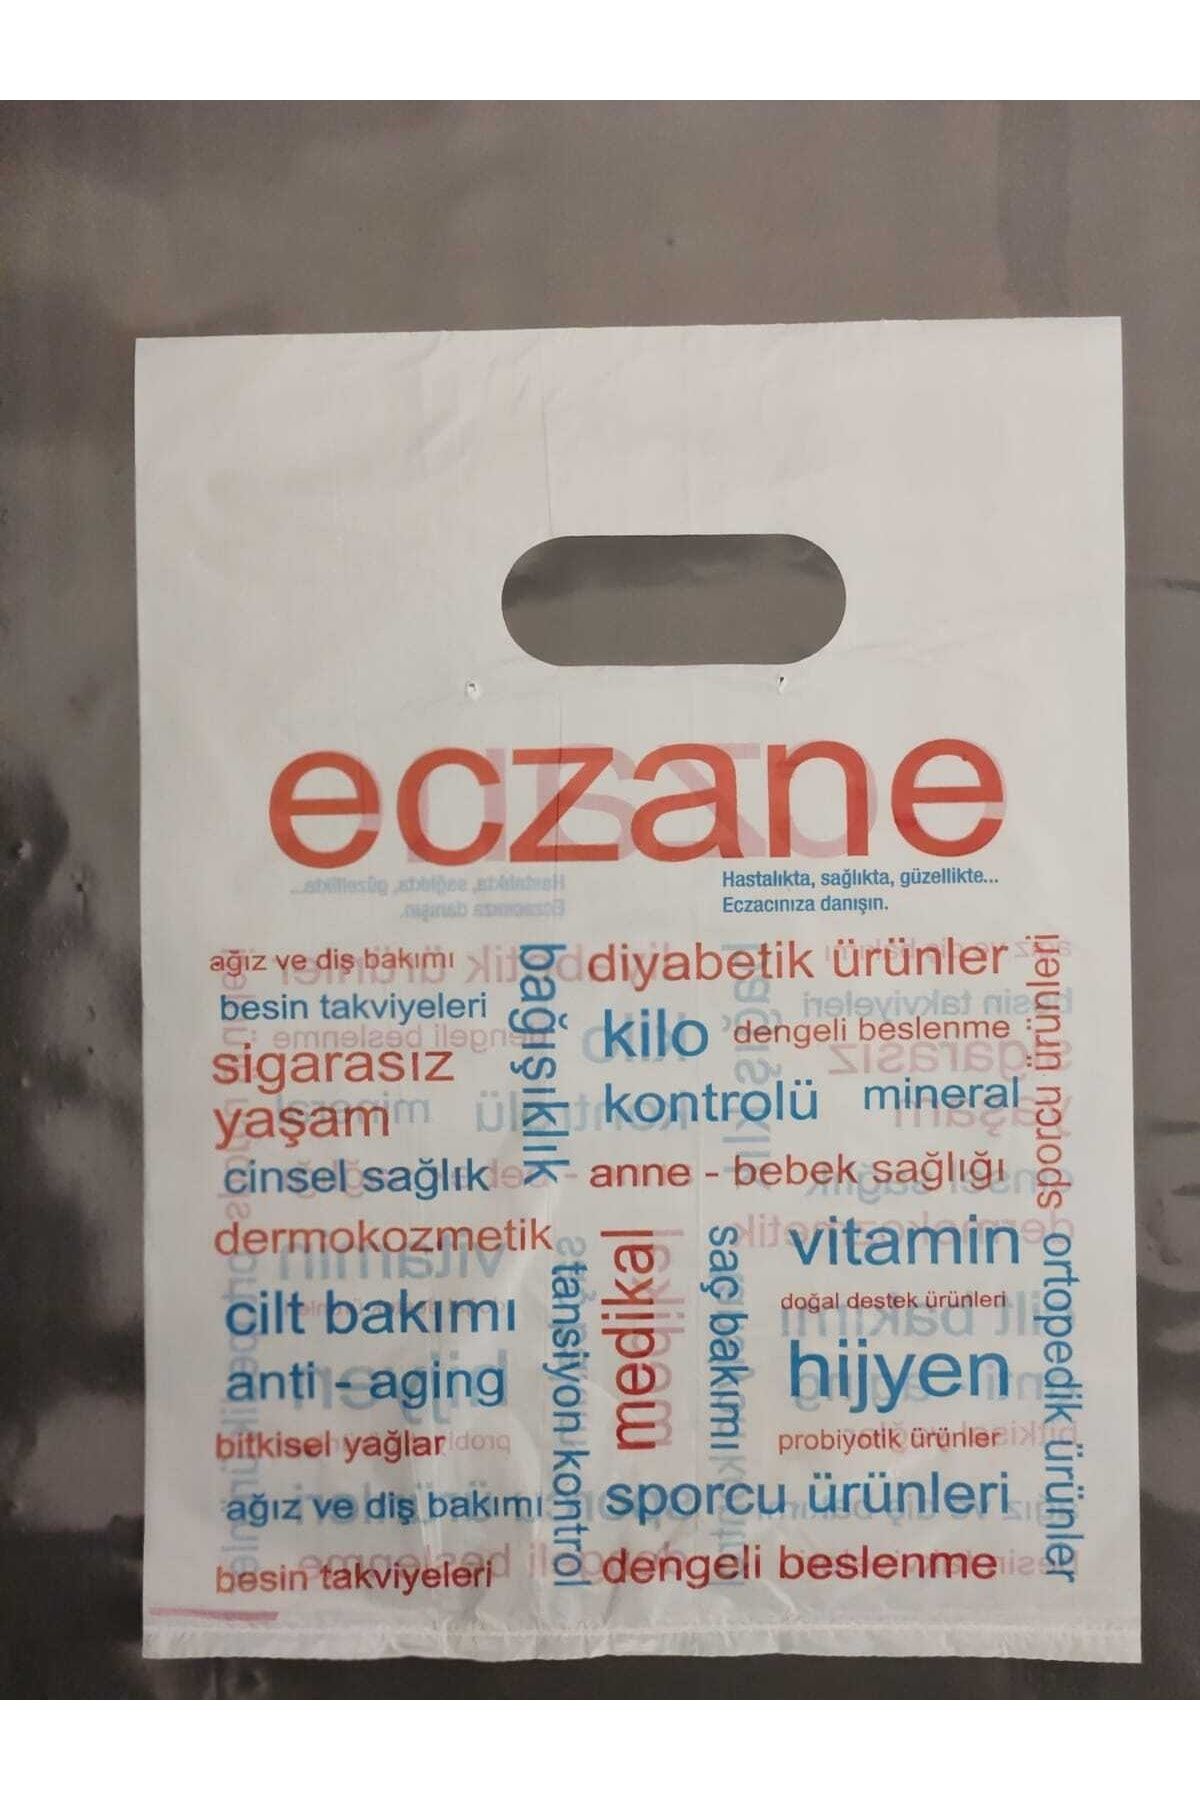 eczane
Hastalıkta, sağlıkta, güzellikte...
Eczacınıza danışın.
ağız ve diş bakımı
besin takviyeleri
sigarasız
yaşam
cinsel sağlık
bağışıklık
diyabetik ürünler
kilo
kontrolü
dengeli beslenme
mineral
anne - bebek sağlığı
sporcu ürünleri
dermokozmetik
cilt bakımı
anti - aging
bitkisel yağlar
ağız ve diş bakımı
besin takviyeleri
tansiyon kontrol
medikal
saç bakımı
vitamin
doğal destek ürünleri
hijyen
probiyotik ürünler
sporcu ürünleri
dengeli beslenme
ortopedik ürünler